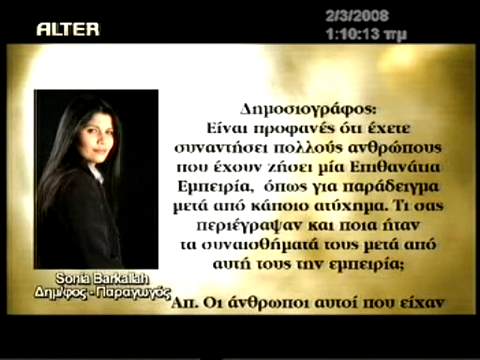 ALTER
2/3/2008
1:10:13 πμ
Δημοσιογράφος:
Είναι προφανές ότι έχετε
συναντήσει πολλούς ανθρώπους
που έχουν ζήσει μία Επιθανάτια
Εμπειρία, όπως για παράδειγμα
μετά από κάποιο ατύχημα. Τι σας
περιέγραψαν και ποια ήταν
τα συναισθήματά τους μετά από
αυτή τους την εμπειρία;
Απ. Οι άνθρωποι αυτοί που είχαν
Sonia Barkallah
Δημ/φος - Παραγωγός